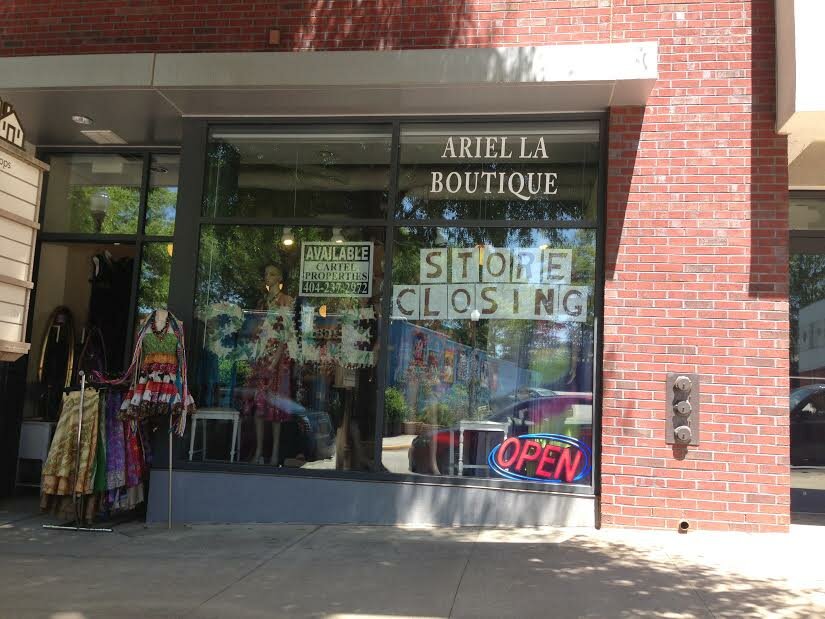 ARIEL LA
BOUTIQUE
AVAILABLE
CARTEL
PROPERTIES
404-237-2972
STORE
CLOSING
SALE
OPEN